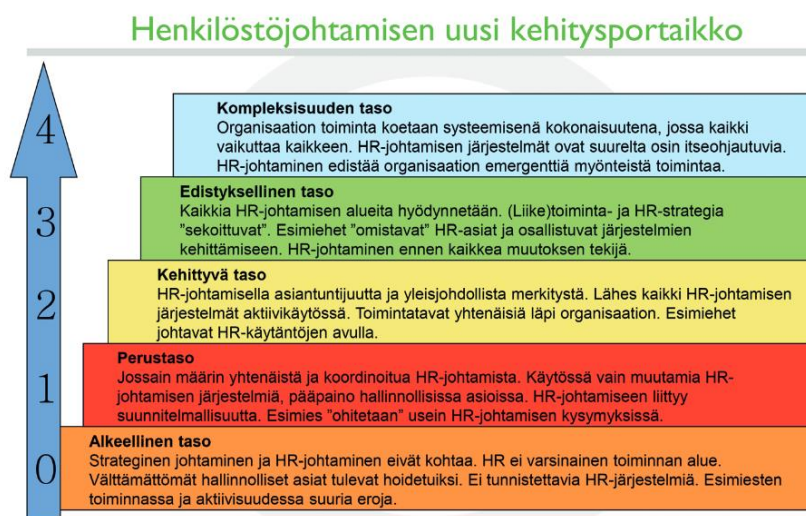 Henkilöstöjohtamisen uusi kehitysportaikko
4
Kompleksisuuden taso
Organisaation toiminta koetaan systeemisenä kokonaisuutena, jossa kaikki
vaikuttaa kaikkeen. HR-johtamisen järjestelmät ovat suurelta osin itseohjautuvia.
HR-johtaminen edistää organisaation emergenttiä myönteistä toimintaa.
3
Edistyksellinen taso
Kaikkia HR-johtamisen alueita hyödynnetään. (Liike)toiminta- ja HR-strategia
"sekoittuvat". Esimiehet "omistavat" HR-asiat ja osallistuvat järjestelmien
kehittämiseen. HR-johtaminen ennen kaikkea muutoksen tekijä.
2
Kehittyvä taso
HR-johtamisella asiantuntijuutta ja yleisjohdollista merkitystä. Lähes kaikki HR-johtamisen
järjestelmät aktiivikäytössä. Toimintatavat yhtenäisiä läpi organisaation. Esimiehet
johtavat HR-käytäntöjen avulla.
1
Perustaso
Jossain määrin yhtenäistä ja koordinoitua HR-johtamista. Käytössä vain muutamia HR-
johtamisen järjestelmiä, pääpaino hallinnollisissa asioissa. HR-johtamiseen liittyy
suunnitelmallisuutta. Esimies "ohitetaan" usein HR-johtamisen kysymyksissä.
0
Alkeellinen taso
Strateginen johtaminen ja HR-johtaminen eivät kohtaa. HR ei varsinainen toiminnan alue.
Välttämättömät hallinnolliset asiat tulevat hoidetuiksi. Ei tunnistettavia HR-järjestelmiä. Esimiesten
toiminnassa ja aktiivisuudessa suuria eroja.